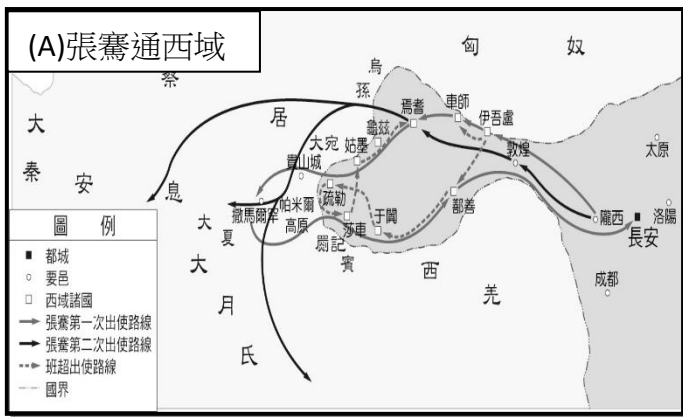 (A)張騫通西域
匈奴
烏孫
康居
大秦
安息
大宛
貴山城
焉耆
車師
伊吾盧
龜茲
姑墨
敦煌
太原
疏勒
帕米爾
高原
撒馬爾罕
大夏
大月氏
莎車
于闐
鄯善
罽賓
西羌
隴西
長安
洛陽
成都
圖例
都城
要邑
西域諸國
張騫第一次出使路線
張騫第二次出使路線
班超出使路線
國界